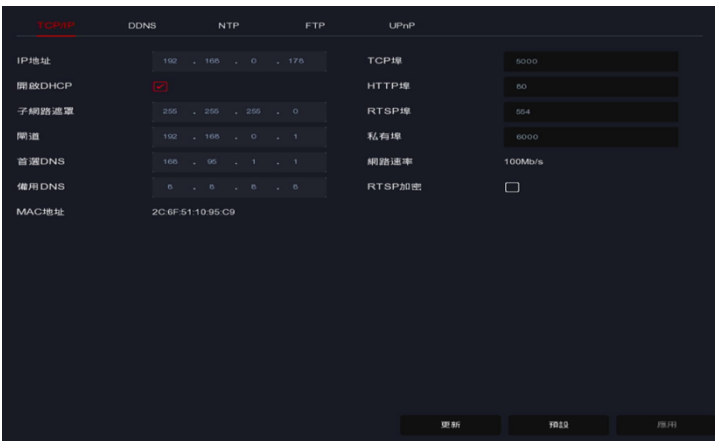 TCP/IP DDNS NTP FTP UPnP
IP地址 192 . 168 . 0 . 178 TCP埠 5000
開啟DHCP HTTP埠 80
子網路遮罩 255 . 255 . 255 . 0 RTSP埠 554
閘道 192 . 168 . 0 . 1 私有埠 6000
首選DNS 168 . 95 . 1 . 1 網路速率 100Mb/s
備用DNS 8 . 8 . 8 . 8 RTSP加密
MAC地址 2C:6F:51:10:95:C9
更新 預設 應用